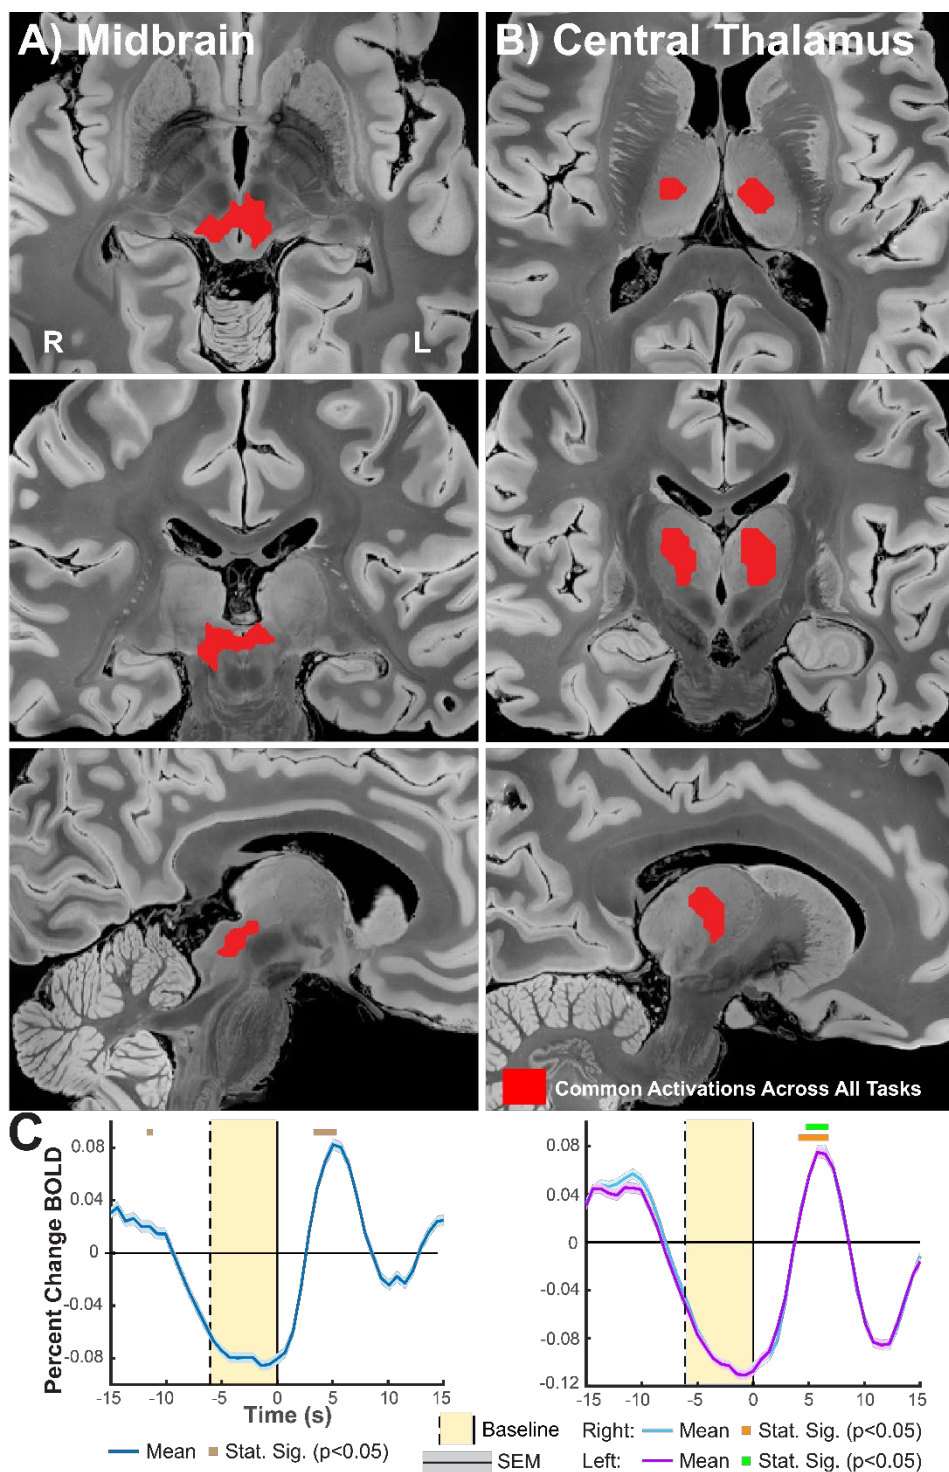 A) Midbrain
B) Central Thalamus
R
L
Common Activations Across All Tasks
C
Percent Change BOLD
0.08
0.04
0
-0.04
-0.08
-15
-10
-5
0
5
10
15
Time (s)
Mean
Stat. Sig. (p<0.05)
0.08
0.04
0
-0.04
-0.08
-0.12
-15
-10
-5
0
5
10
15
Baseline
SEM
Right: Mean Stat. Sig. (p<0.05)
Left: Mean Stat. Sig. (p<0.05)